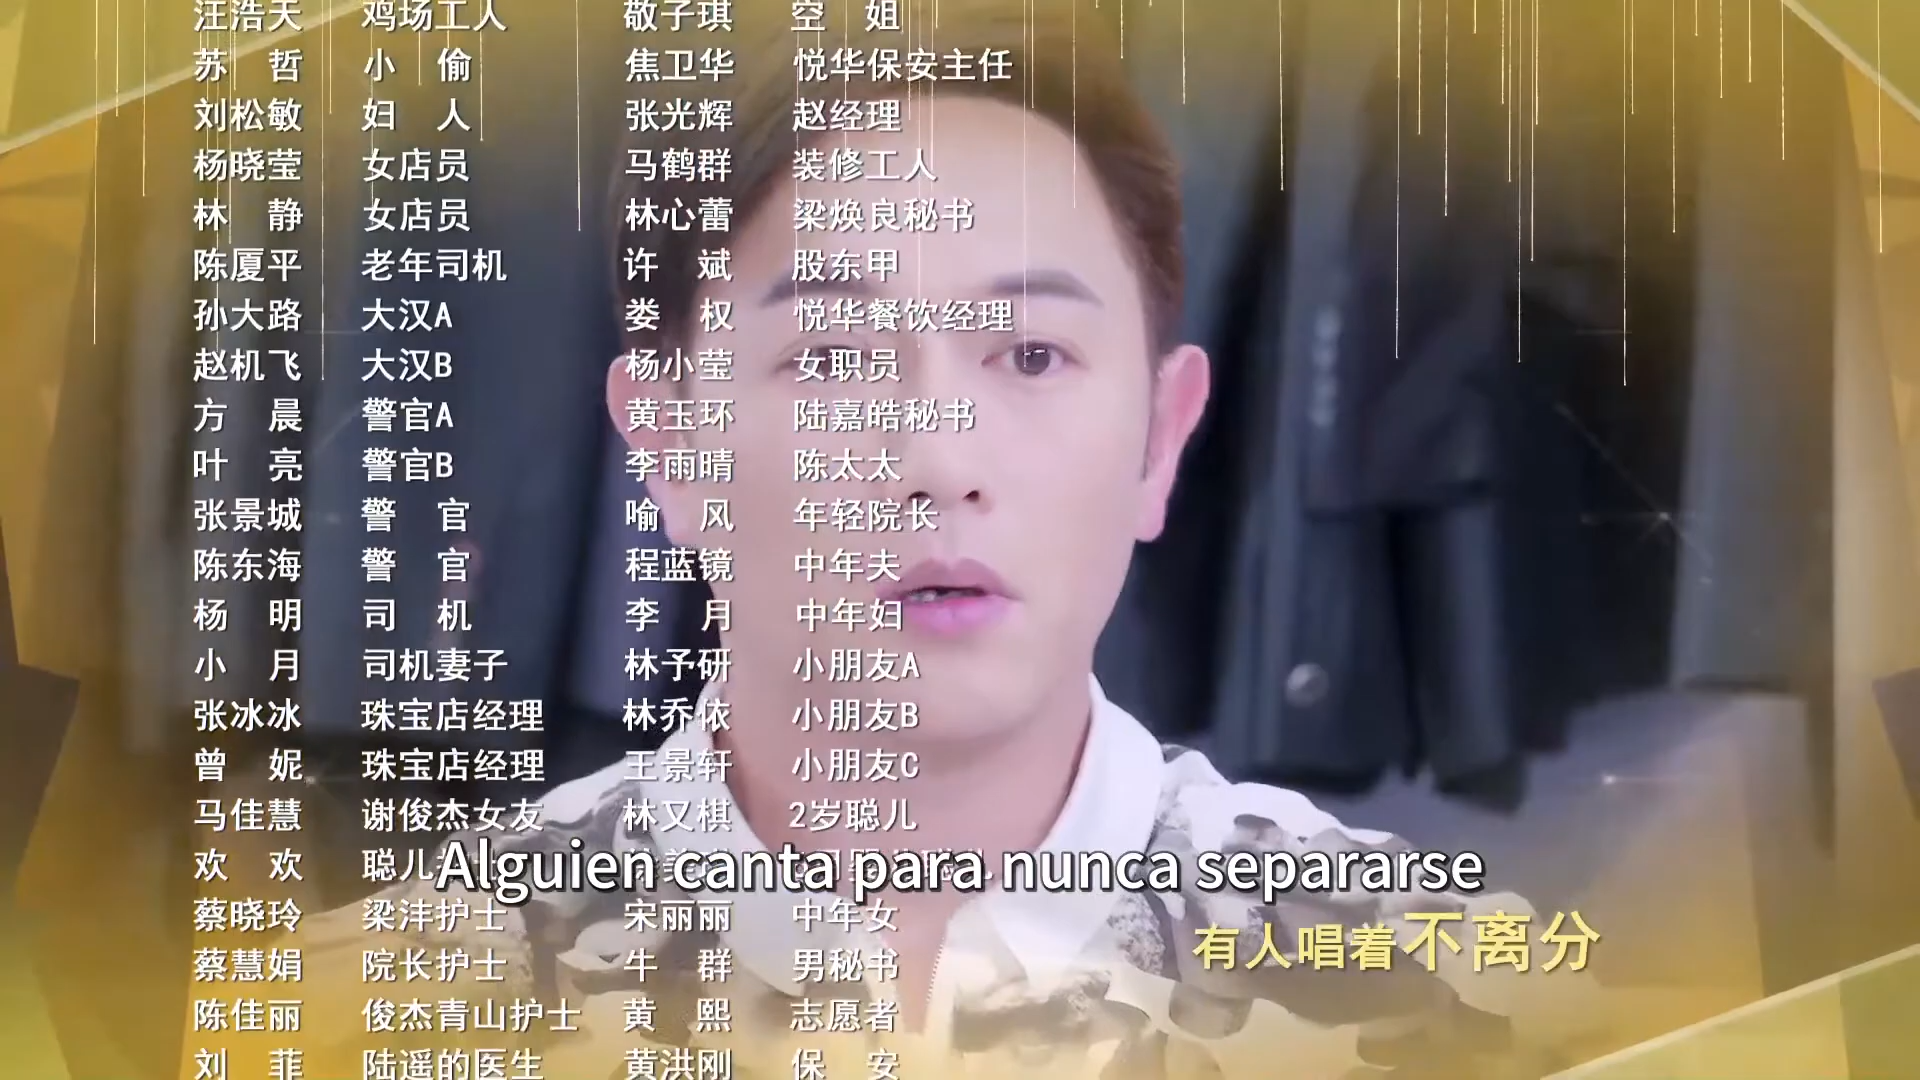 汪浩天 鸡场工人 敬子琪 空 姐
苏 哲 小 偷 焦卫华 悦华保安主任
刘松敏 妇 人 张光辉 赵经理
杨晓莹 女店员 马鹤群 装修工人
林 静 女店员 林心蕾 梁焕良秘书
陈厦平 老年司机 许 斌 股东甲
孙大路 大汉A 娄 权 悦华餐饮经理
赵机飞 大汉B 杨小莹 女职员
方 晨 警官A 黄玉环 陆嘉皓秘书
叶 亮 警官B 李雨晴 陈太太
张景城 警 官 喻 风 年轻院长
陈东海 警 官 程蓝镜 中年夫
杨 明 司 机 李 月 中年妇
小 月 司机妻子 林予研 小朋友A
张冰冰 珠宝店经理 林乔依 小朋友B
曾 妮 珠宝店经理 王景轩 小朋友C
马佳慧 谢俊杰女友 林又棋 2岁聪儿
欢 欢 聪儿
Alguien canta para nunca separarse
蔡晓玲 梁沣护士 宋丽丽 中年女
有人唱着不离分
蔡慧娟 院长护士 牛 群 男秘书
陈佳丽 俊杰青山护士 黄 熙 志愿者
刘 菲 陆遥的医生 黄洪刚 保 安